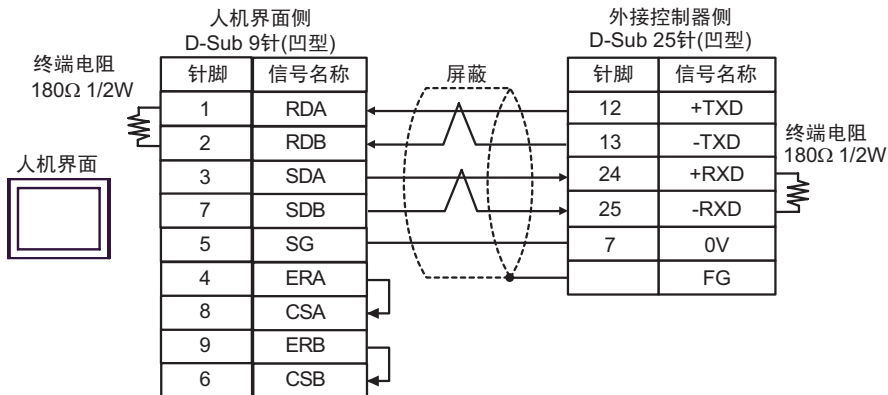 人机界面侧
D-Sub 9针(凹型)
外接控制器侧
D-Sub 25针(凹型)
终端电阻
180Ω 1/2W
人机界面
针脚 信号名称
1 RDA
2 RDB
3 SDA
7 SDB
5 SG
4 ERA
8 CSA
9 ERB
6 CSB
屏蔽
针脚 信号名称
12 +TXD
13 -TXD
24 +RXD
25 -RXD
7 0V
FG
终端电阻
180Ω 1/2W